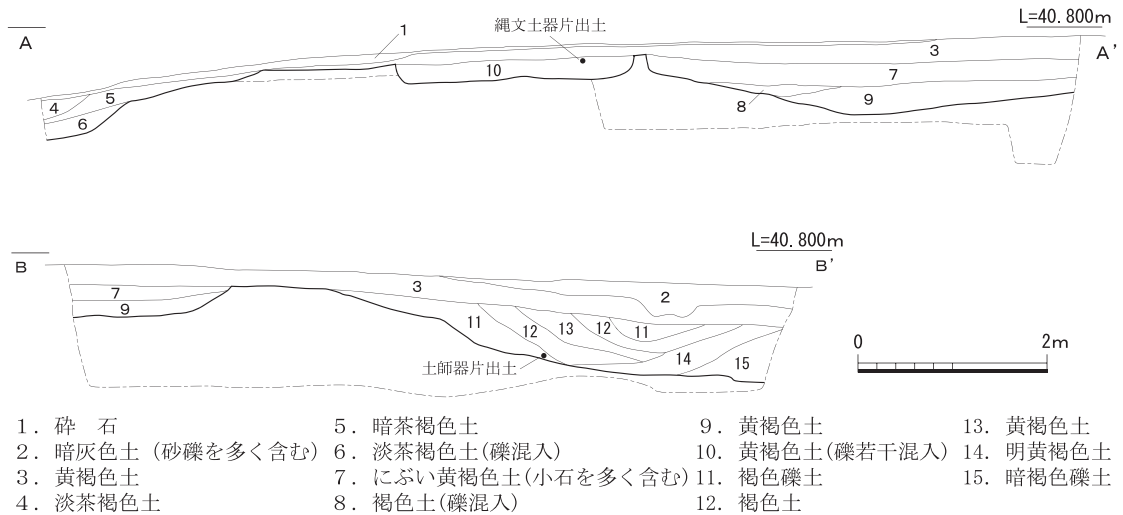 L=40.800m
A
A'
1
縄文土器片出土
3
10
7
4
5
6
8
9
L=40.800m
B
B'
7
9
3
2
11
12
13
12
11
14
15
土師器片出土
0
2m
1．砕　石
2．暗灰色土（砂礫を多く含む）
3．黄褐色土
4．淡茶褐色土
5．暗茶褐色土
6．淡茶褐色土(礫混入)
7．にぶい黄褐色土(小石を多く含む)
8．褐色土(礫混入)
9．黄褐色土
10．黄褐色土(礫若干混入)
11．褐色礫土
12．褐色土
13．黄褐色土
14．明黄褐色土
15．暗褐色礫土